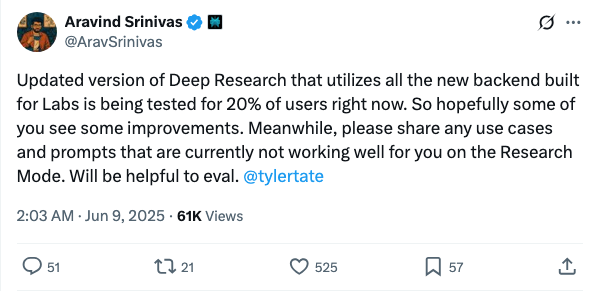 Aravind Srinivas
@AravSrinivas
Updated version of Deep Research that utilizes all the new backend built
for Labs is being tested for 20% of users right now. So hopefully some of
you see some improvements. Meanwhile, please share any use cases
and prompts that are currently not working well for you on the Research
Mode. Will be helpful to eval. @tylertate
2:03 AM · Jun 9, 2025 · 61K Views
51 21 525 57